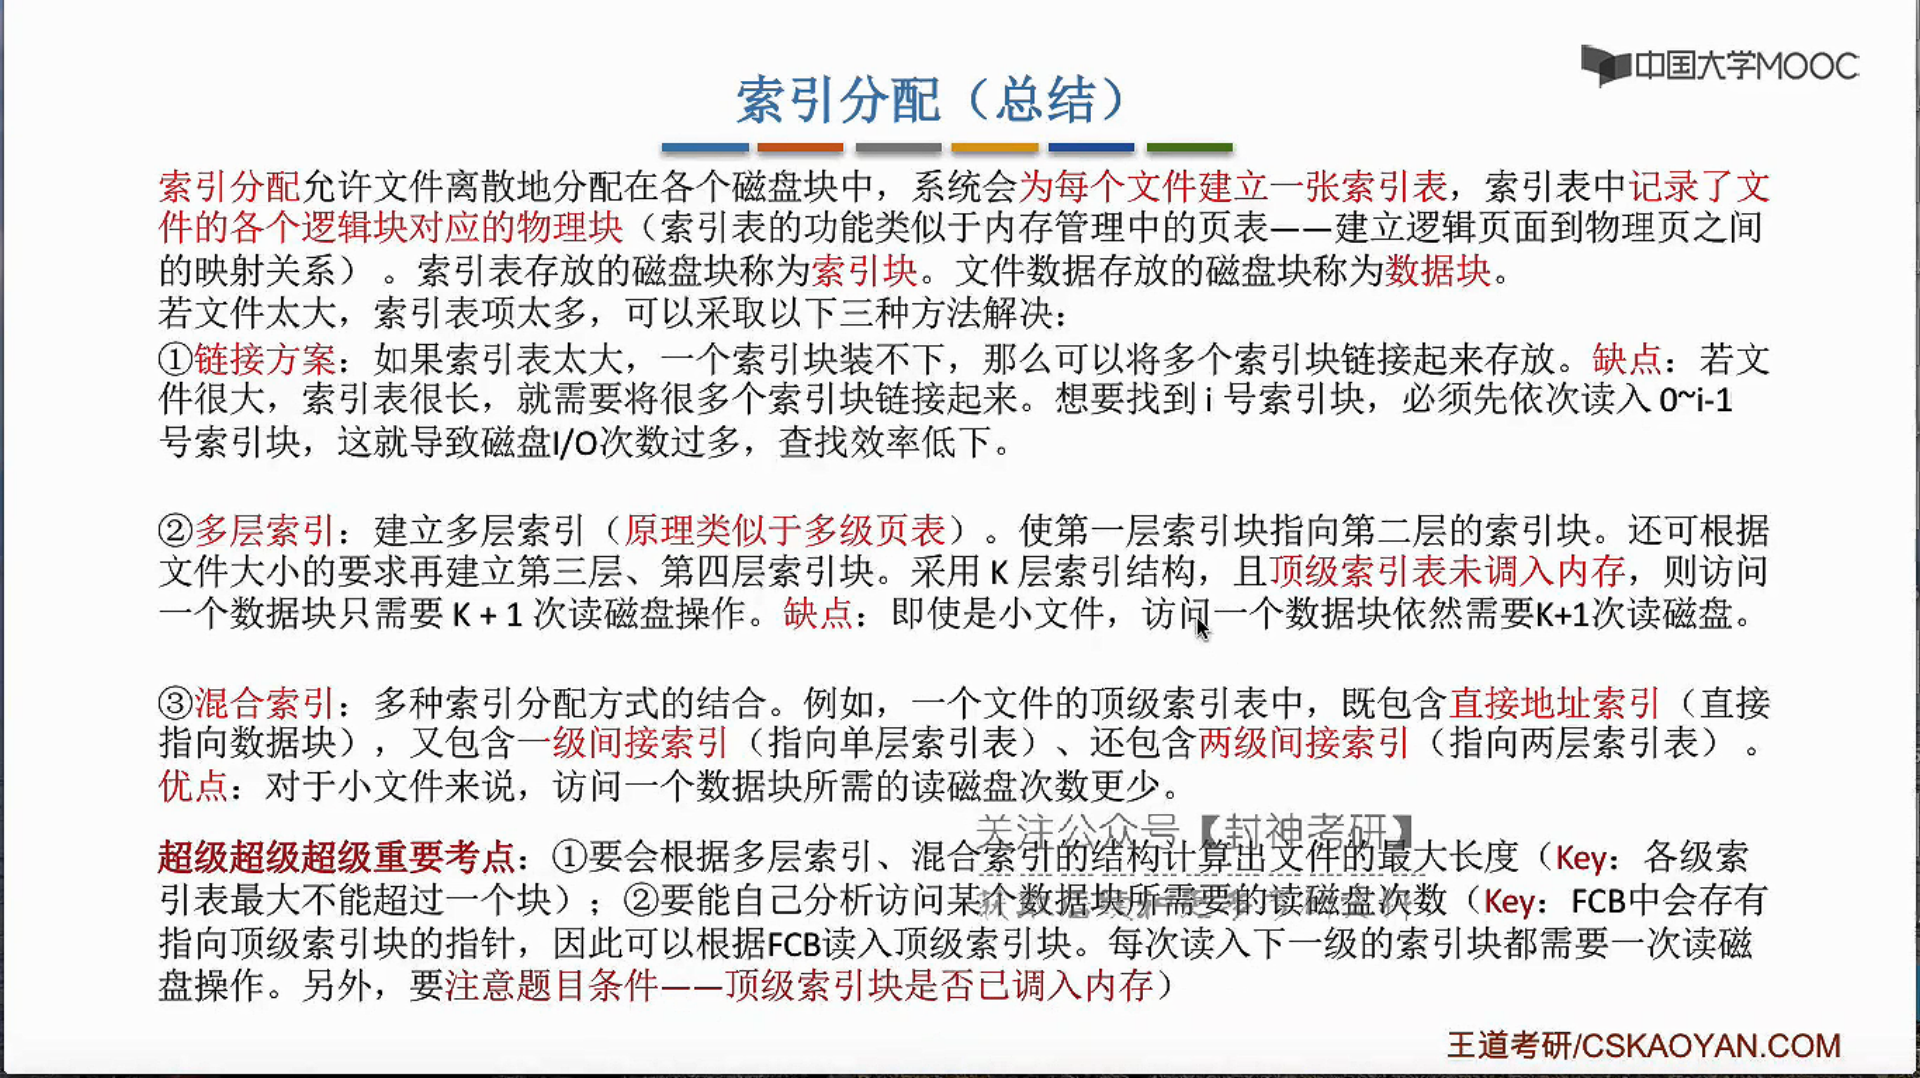 中国大学MOOC
索引分配（总结）
索引分配允许文件离散地分配在各个磁盘块中，系统会为每个文件建立一张索引表，索引表中记录了文
件的各个逻辑块对应的物理块（索引表的功能类似于内存管理中的页表——建立逻辑页面到物理页之间
的映射关系）。索引表存放的磁盘块称为索引块。文件数据存放的磁盘块称为数据块。
若文件太大，索引表项太多，可以采取以下三种方法解决：
①链接方案：如果索引表太大，一个索引块装不下，那么可以将多个索引块链接起来存放。缺点：若文
件很大，索引表很长，就需要将很多个索引块链接起来。想要找到 i 号索引块，必须先依次读入 0~i-1
号索引块，这就导致磁盘I/O次数过多，查找效率低下。
②多层索引：建立多层索引（原理类似于多级页表）。使第一层索引块指向第二层的索引块。还可根据
文件大小的要求再建立第三层、第四层索引块。采用 K 层索引结构，且顶级索引表未调入内存，则访问
一个数据块只需要 K + 1 次读磁盘操作。缺点：即使是小文件，访问一个数据块依然需要K+1次读磁盘。
③混合索引：多种索引分配方式的结合。例如，一个文件的顶级索引表中，既包含直接地址索引（直接
指向数据块），又包含一级间接索引（指向单层索引表）、还包含两级间接索引（指向两层索引表）。
优点：对于小文件来说，访问一个数据块所需的读磁盘次数更少。
关注公众号【封神考研】
超级超级超级重要考点：①要会根据多层索引、混合索引的结构计算出文件的最大长度（Key：各级索
引表最大不能超过一个块）；②要能自己分析访问某个数据块所需要的读磁盘次数（Key：FCB中会存有
指向顶级索引块的指针，因此可以根据FCB读入顶级索引块。每次读入下一级的索引块都需要一次读磁
盘操作。另外，要注意题目条件——顶级索引块是否已调入内存）
王道考研/CSKAOYAN.COM